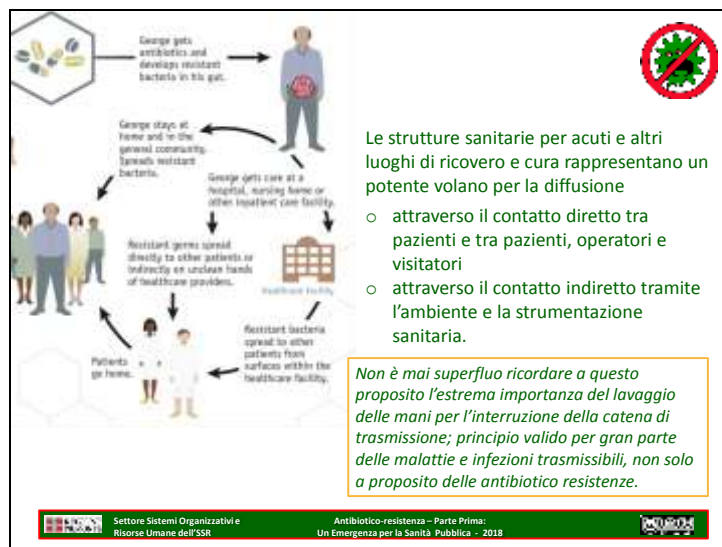 George gets
antibiotics and
develops resistant
bacteria in his gut.
George stays at
home and in the
general community.
Spreads resistant
bacteria.
George gets care at a
hospital, nursing home or
other inpatient care facility.
Resistant germs spread
directly to other patients or
indirectly on unclean hands
of healthcare providers.
Healthcare Facility
Resistant bacteria
spread to other
patients from
surfaces within the
healthcare facility.
Patients
go home.
Le strutture sanitarie per acuti e altri
luoghi di ricovero e cura rappresentano un
potente volano per la diffusione
o attraverso il contatto diretto tra
pazienti e tra pazienti, operatori e
visitatori
o attraverso il contatto indiretto tramite
l’ambiente e la strumentazione
sanitaria.
Non è mai superfluo ricordare a questo
proposito l’estrema importanza del lavaggio
delle mani per l’interruzione della catena di
trasmissione; principio valido per gran parte
delle malattie e infezioni trasmissibili, non solo
a proposito delle antibiotico resistenze.
Settore Sistemi Organizzativi e
Risorse Umane dell’SSR
Antibiotico-resistenza – Parte Prima:
Un Emergenza per la Sanità Pubblica - 2018